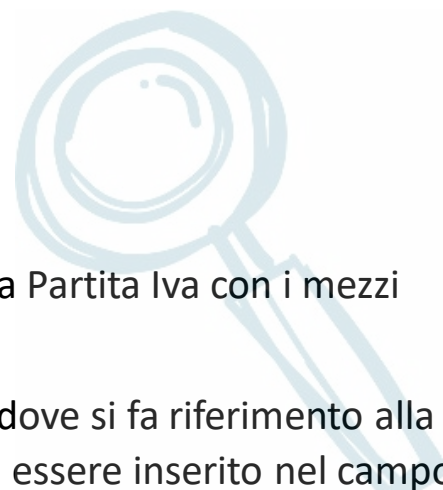 a Partita Iva con i mezzi
dove si fa riferimento alla
essere inserito nel campo